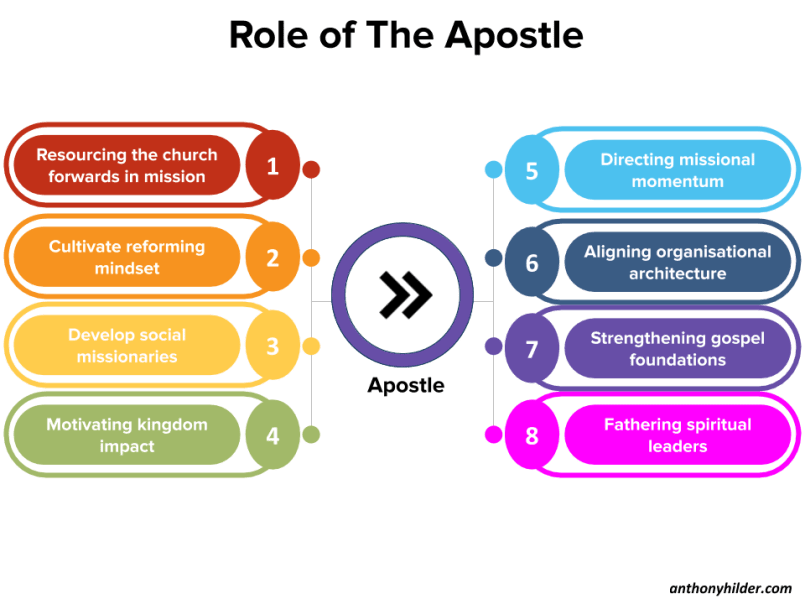 Role of The Apostle
Resourcing the church
forwards in mission
1
Cultivate reforming
mindset
2
Develop social
missionaries
3
Motivating kingdom
impact
4
Apostle
5
Directing missional
momentum
6
Aligning organisational
architecture
7
Strengthening gospel
foundations
8
Fathering spiritual
leaders
anthonyhilder.com